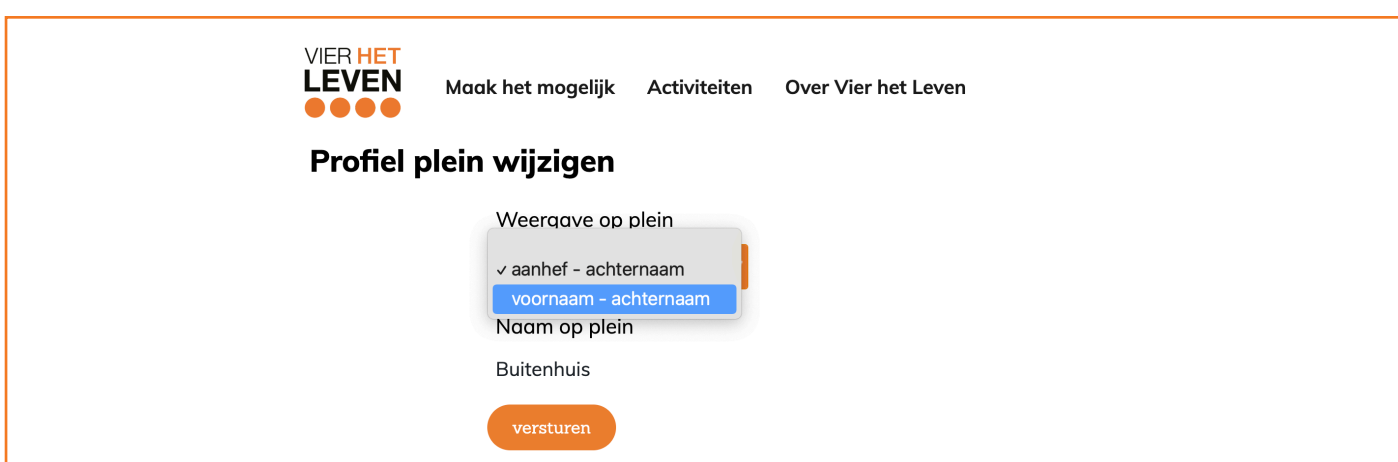 VIER HET
LEVEN
Maak het mogelijk Activiteiten Over Vier het Leven
Profiel plein wijzigen
Weergave op plein
✓ aanhef - achternaam
voornaam - achternaam
Naam op plein
Buitenhuis
versturen